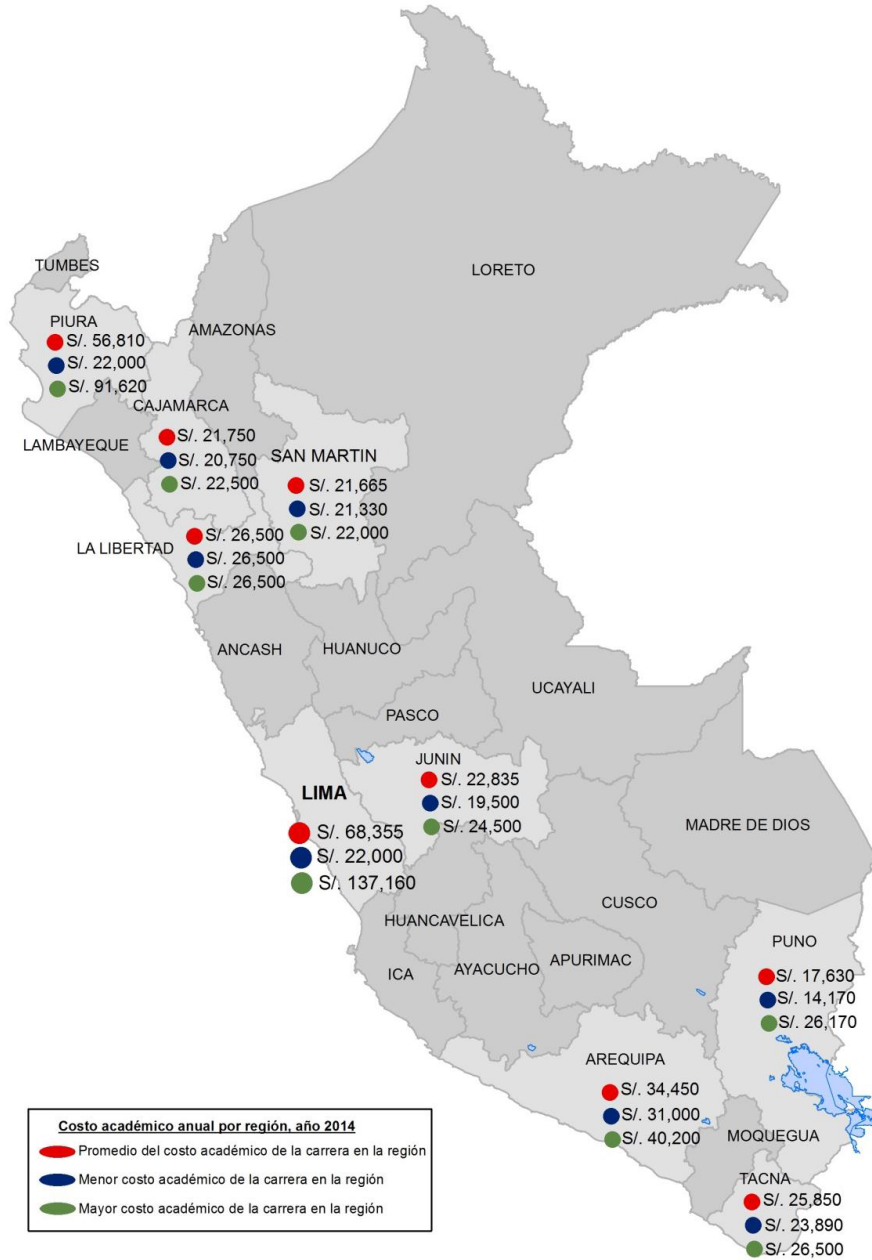 LORETO
TUMBES
PIURA
S/. 56,810
S/. 22,000
S/. 91,620
AMAZONAS
CAJAMARCA
S/. 21,750
S/. 20,750
S/. 22,500
LAMBAYEQUE
SAN MARTIN
S/. 21,665
S/. 21,330
S/. 22,000
LA LIBERTAD
S/. 26,500
S/. 26,500
S/. 26,500
ANCASH
HUANUCO
UCAYALI
PASCO
JUNIN
S/. 22,835
S/. 19,500
S/. 24,500
LIMA
S/. 68,355
S/. 22,000
S/. 137,160
MADRE DE DIOS
CUSCO
HUANCAVELICA
ICA
AYACUCHO
APURIMAC
PUNO
S/. 17,630
S/. 14,170
S/. 26,170
AREQUIPA
S/. 34,450
S/. 31,000
S/. 40,200
MOQUEGUA
TACNA
S/. 25,850
S/. 23,890
S/. 26,500
Costo académico anual por región, año 2014
Promedio del costo académico de la carrera en la región
Menor costo académico de la carrera en la región
Mayor costo académico de la carrera en la región